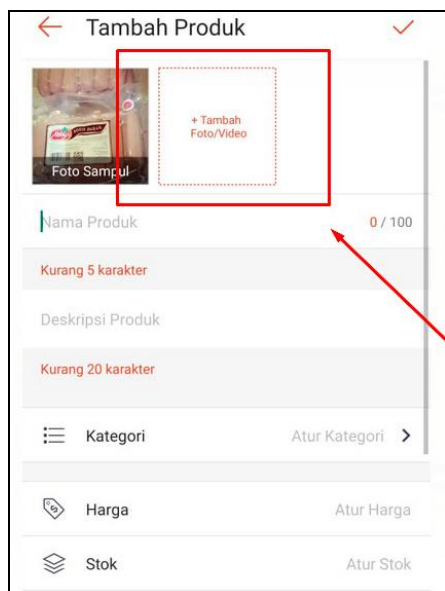 Tambah Produk
+ Tambah
Foto/Video
Foto Sampul
Nama Produk
0 / 100
Kurang 5 karakter
Deskripsi Produk
Kurang 20 karakter
Kategori
Atur Kategori
Harga
Atur Harga
Stok
Atur Stok